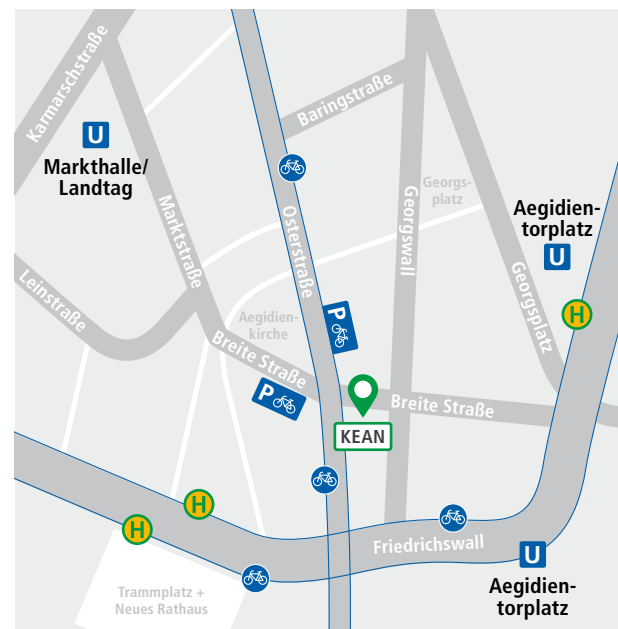 Karmarschstraße
U
Markthalle/
Landtag
Marktstraße
Leinstraße
Baringstraße
Osterstraße
Georgswall
Georgs-
platz
Georgsplatz
Aegidien-
torplatz
U
H
Aegidien-
kirche
P
Breite Straße
P
KEAN
Breite Straße
H
H
Friedrichswall
U
Aegidien-
torplatz
Trammplatz +
Neues Rathaus